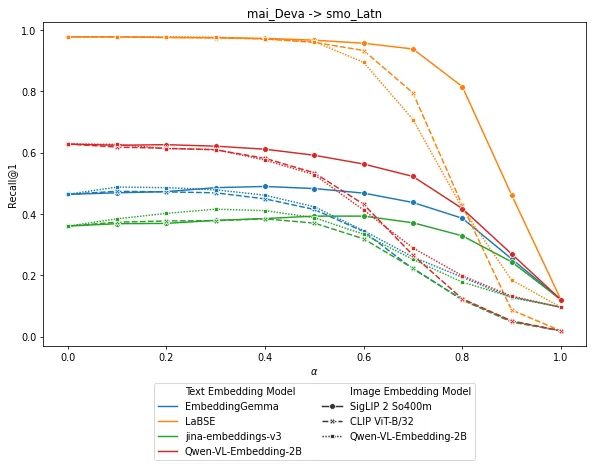 mai_Deva -> smo_Latn
Recall@1
1.0
0.8
0.6
0.4
0.2
0.0
0.0 0.2 0.4 0.6 0.8 1.0
α
Text Embedding Model
EmbeddingGemma
LaBSE
jina-embeddings-v3
Qwen-VL-Embedding-2B
Image Embedding Model
SigLIP 2 So400m
CLIP ViT-B/32
Qwen-VL-Embedding-2B